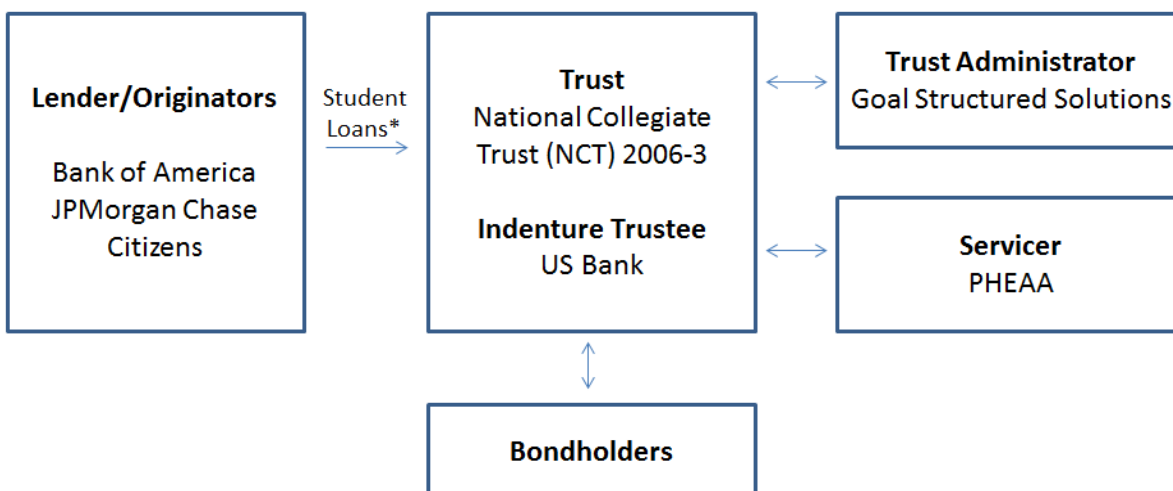 Lender/Originators
Bank of America
JPMorgan Chase
Citizens
Student
Loans*
Trust
National Collegiate
Trust (NCT) 2006-3
Indenture Trustee
US Bank
Trust Administrator
Goal Structured Solutions
Servicer
PHEAA
Bondholders